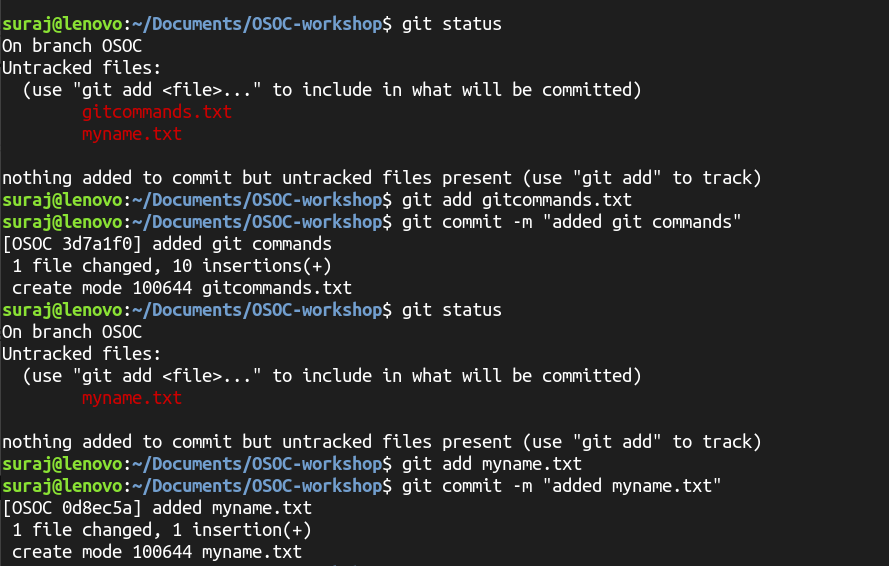 suraj@lenovo:~/Documents/OSOC-workshop$ git status
On branch OSOC
Untracked files:
  (use "git add <file>..." to include in what will be committed)
        gitcommands.txt
        myname.txt

nothing added to commit but untracked files present (use "git add" to track)
suraj@lenovo:~/Documents/OSOC-workshop$ git add gitcommands.txt
suraj@lenovo:~/Documents/OSOC-workshop$ git commit -m "added git commands"
[OSOC 3d7a1f0] added git commands
 1 file changed, 10 insertions(+)
 create mode 100644 gitcommands.txt
suraj@lenovo:~/Documents/OSOC-workshop$ git status
On branch OSOC
Untracked files:
  (use "git add <file>..." to include in what will be committed)
        myname.txt

nothing added to commit but untracked files present (use "git add" to track)
suraj@lenovo:~/Documents/OSOC-workshop$ git add myname.txt
suraj@lenovo:~/Documents/OSOC-workshop$ git commit -m "added myname.txt"
[OSOC 0d8ec5a] added myname.txt
 1 file changed, 1 insertion(+)
 create mode 100644 myname.txt